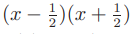 (x − 1/2)(x + 1/2)